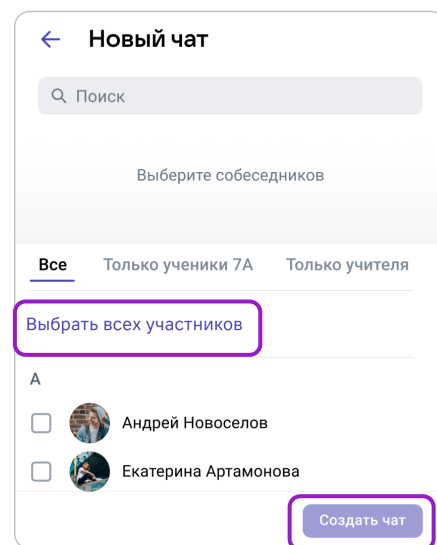 Новый чат
Поиск
Выберите собеседников
Все Только ученики 7А Только учителя
Выбрать всех участников
А
Андрей Новоселов
Екатерина Артамонова
Создать чат